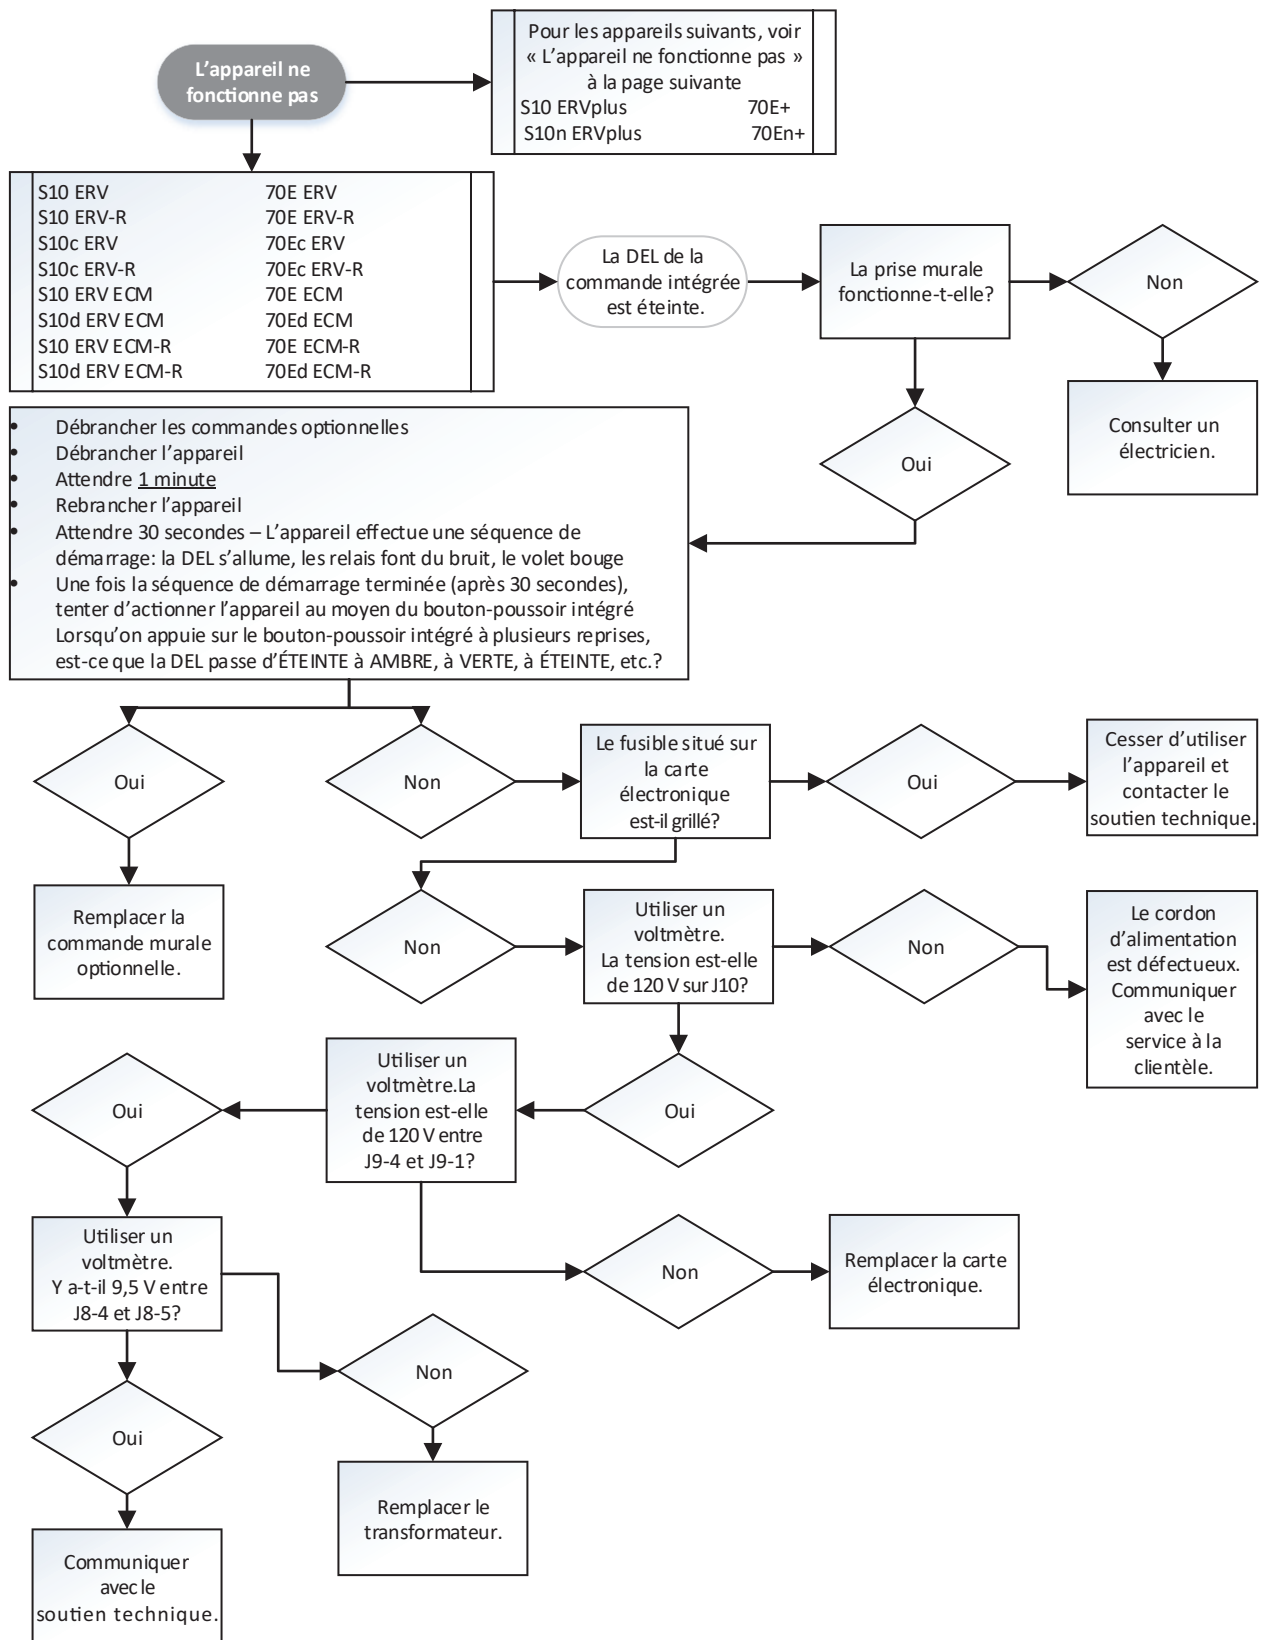 L'appareil ne
fonctionne pas
Pour les appareils suivants, voir
« L'appareil ne fonctionne pas »
à la page suivante
S10 ERVplus 70E+
S10n ERVplus 70En+
S10 ERV 70E ERV
S10 ERV-R 70E ERV-R
S10c ERV 70Ec ERV
S10c ERV-R 70Ec ERV-R
S10 ERV ECM 70E ECM
S10d ERV ECM 70Ed ECM
S10 ERV ECM-R 70E ECM-R
S10d ERV ECM-R 70Ed ECM-R
La DEL de la
commande intégrée
est éteinte.
La prise murale
fonctionne-t-elle?
Non
Consulter un
électricien.
Oui
• Débrancher les commandes optionnelles
• Débrancher l'appareil
• Attendre 1 minute
• Rebrancher l'appareil
• Attendre 30 secondes – L'appareil effectue une séquence de
démarrage: la DEL s'allume, les relais font du bruit, le volet bouge
• Une fois la séquence de démarrage terminée (après 30 secondes),
tenter d'actionner l'appareil au moyen du bouton-poussoir intégré
Lorsqu'on appuie sur le bouton-poussoir intégré à plusieurs reprises,
est-ce que la DEL passe d'ÉTEINTE à AMBRE, à VERTE, à ÉTEINTE, etc.?
Oui
Non
Le fusible situé sur
la carte
électronique
est-il grillé?
Oui
Cesser d'utiliser
l'appareil et
contacter le
soutien technique.
Remplacer la
commande murale
optionnelle.
Non
Utiliser un
voltmètre.
La tension est-elle
de 120 V sur J10?
Non
Le cordon
d'alimentation
est défectueux.
Communiquer
avec le
service à la
clientèle.
Oui
Utiliser un
voltmètre.La
tension est-elle
de 120 V entre
J9-4 et J9-1?
Oui
Utiliser un
voltmètre.
Y a-t-il 9,5 V entre
J8-4 et J8-5?
Non
Remplacer la carte
électronique.
Non
Oui
Remplacer le
transformateur.
Communiquer
avec le
soutien technique.